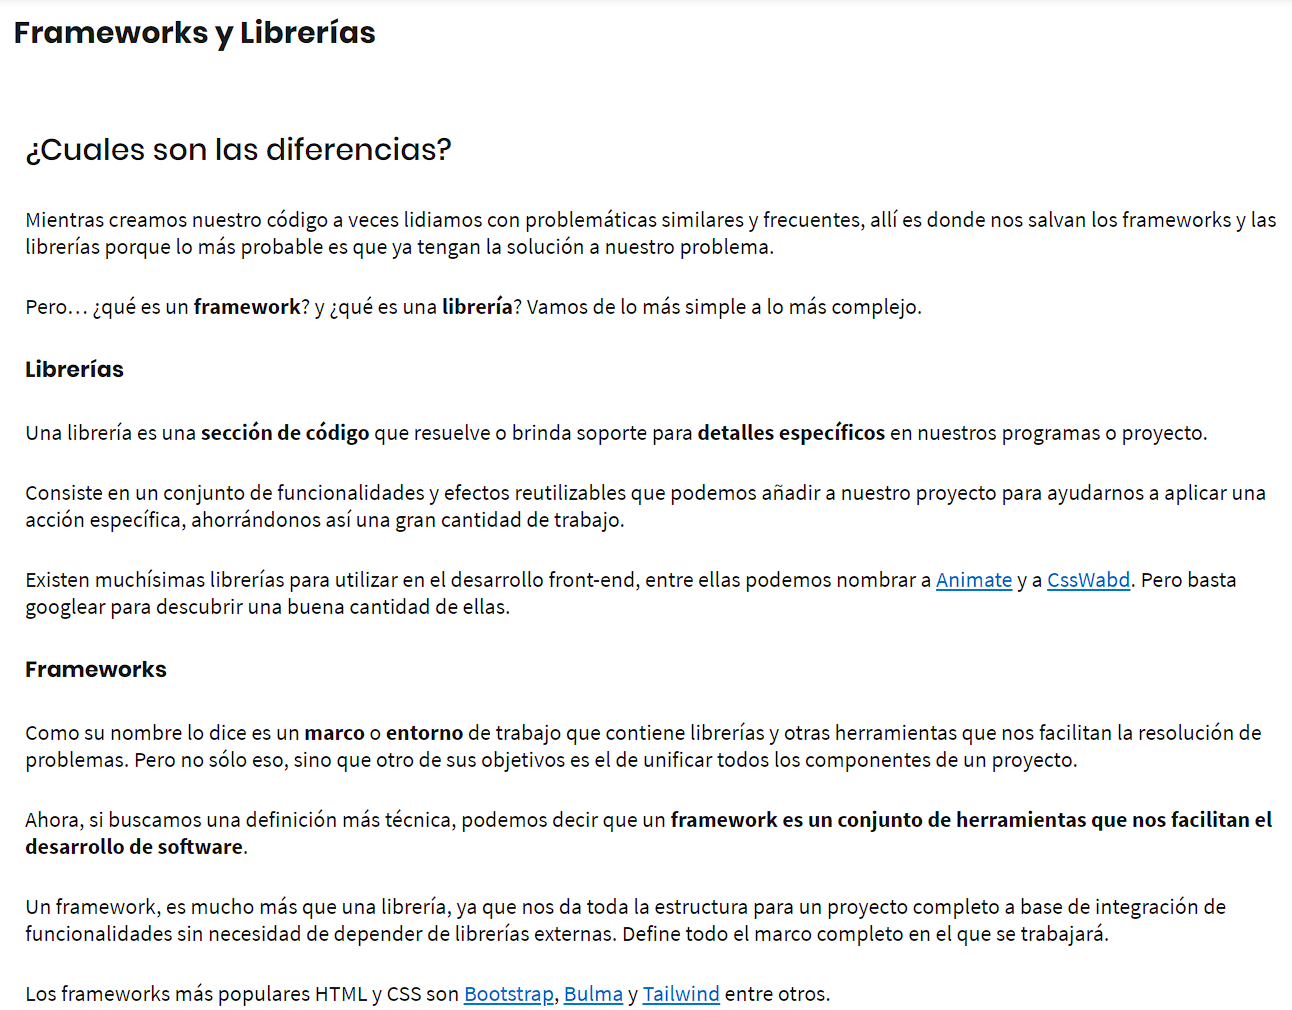 Frameworks y Librerías
¿Cuales son las diferencias?
Mientras creamos nuestro código a veces lidiamos con problemáticas similares y frecuentes, allí es donde nos salvan los frameworks y las
librerías porque lo más probable es que ya tengan la solución a nuestro problema.
Pero… ¿qué es un framework? y ¿qué es una librería? Vamos de lo más simple a lo más complejo.
Librerías
Una librería es una sección de código que resuelve o brinda soporte para detalles específicos en nuestros programas o proyecto.
Consiste en un conjunto de funcionalidades y efectos reutilizables que podemos añadir a nuestro proyecto para ayudarnos a aplicar una
acción específica, ahorrándonos así una gran cantidad de trabajo.
Existen muchísimas librerías para utilizar en el desarrollo front-end, entre ellas podemos nombrar a Animate y a CssWabd. Pero basta
googlear para descubrir una buena cantidad de ellas.
Frameworks
Como su nombre lo dice es un marco o entorno de trabajo que contiene librerías y otras herramientas que nos facilitan la resolución de
problemas. Pero no sólo eso, sino que otro de sus objetivos es el de unificar todos los componentes de un proyecto.
Ahora, si buscamos una definición más técnica, podemos decir que un framework es un conjunto de herramientas que nos facilitan el
desarrollo de software.
Un framework, es mucho más que una librería, ya que nos da toda la estructura para un proyecto completo a base de integración de
funcionalidades sin necesidad de depender de librerías externas. Define todo el marco completo en el que se trabajará.
Los frameworks más populares HTML y CSS son Bootstrap, Bulma y Tailwind entre otros.